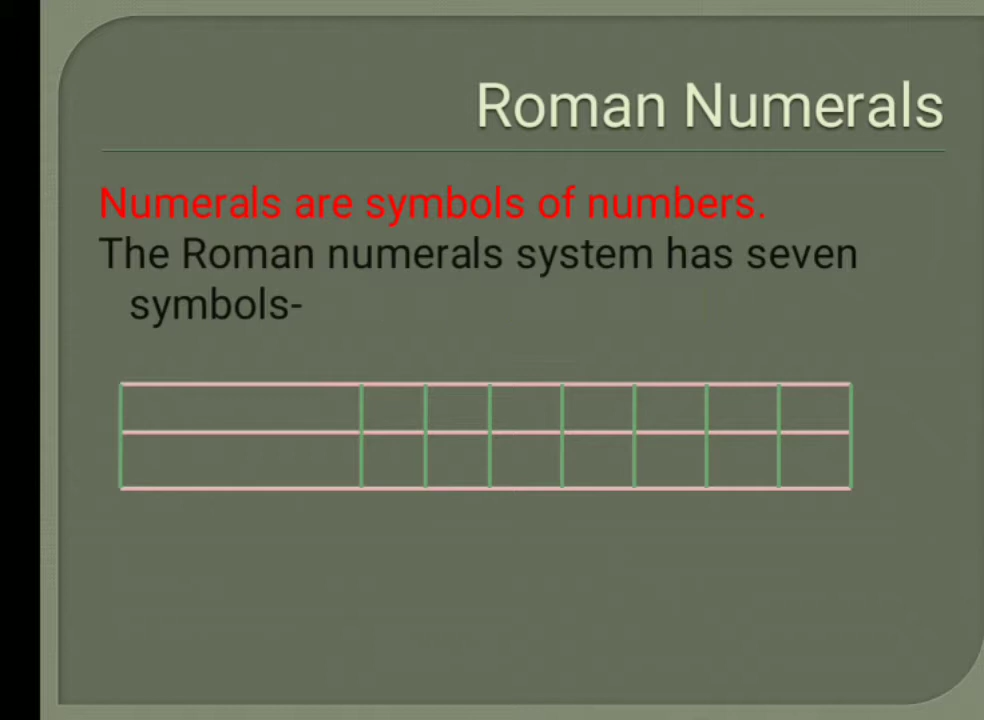 Roman Numerals
Numerals are symbols of numbers.
The Roman numerals system has seven
symbols-